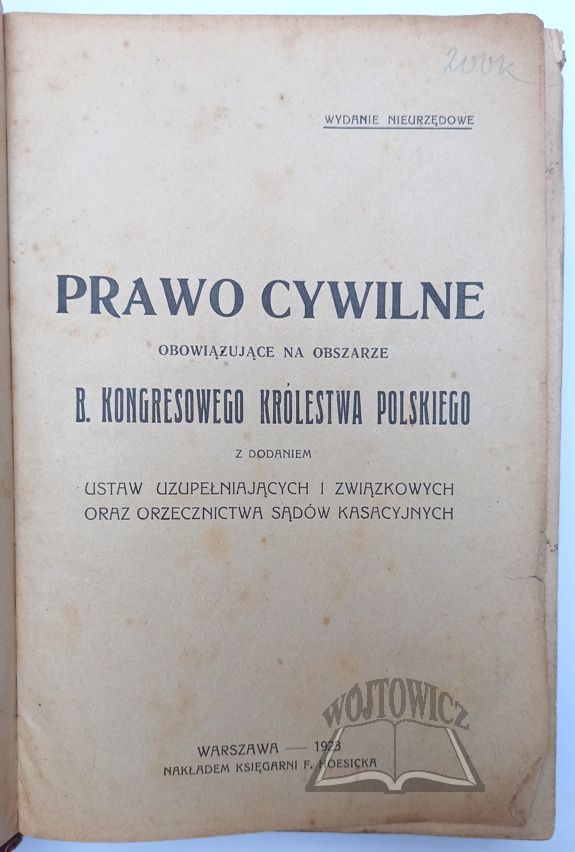 200k
WYDANIE NIEURZĘDOWE
PRAWO CYWILNE
OBOWIĄZUJĄCE NA OBSZARZE
B. KONGRESOWEGO KRÓLESTWA POLSKIEGO
Z DODANIEM
USTAW UZUPEŁNIAJĄCYCH I ZWIĄZKOWYCH
ORAZ ORZECZNICTWA SĄDÓW KASACYJNYCH
WOJTOWICZ
WARSZAWA — 1923
NAKŁADEM KSIĘGARNI F. HOESICKA